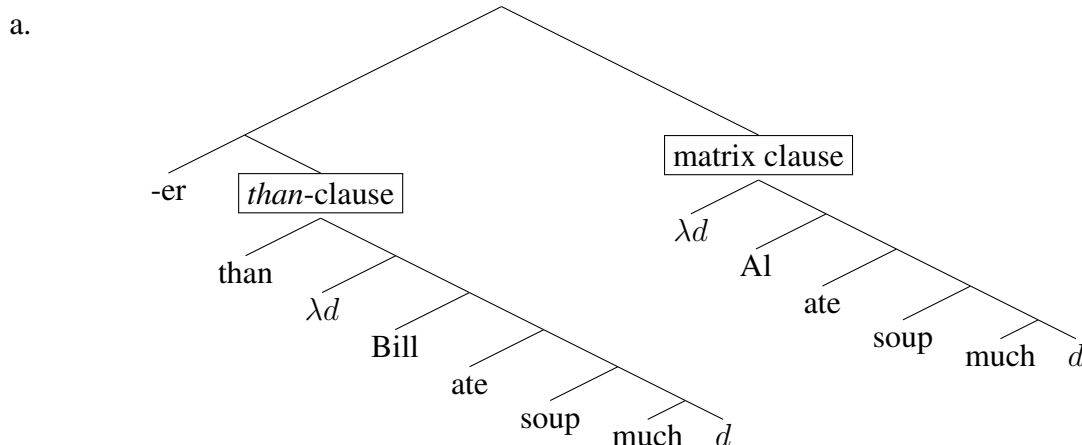 a.
matrix clause
-er than-clause
λd
than Al
λd ate
Bill soup
ate much d
soup
much d